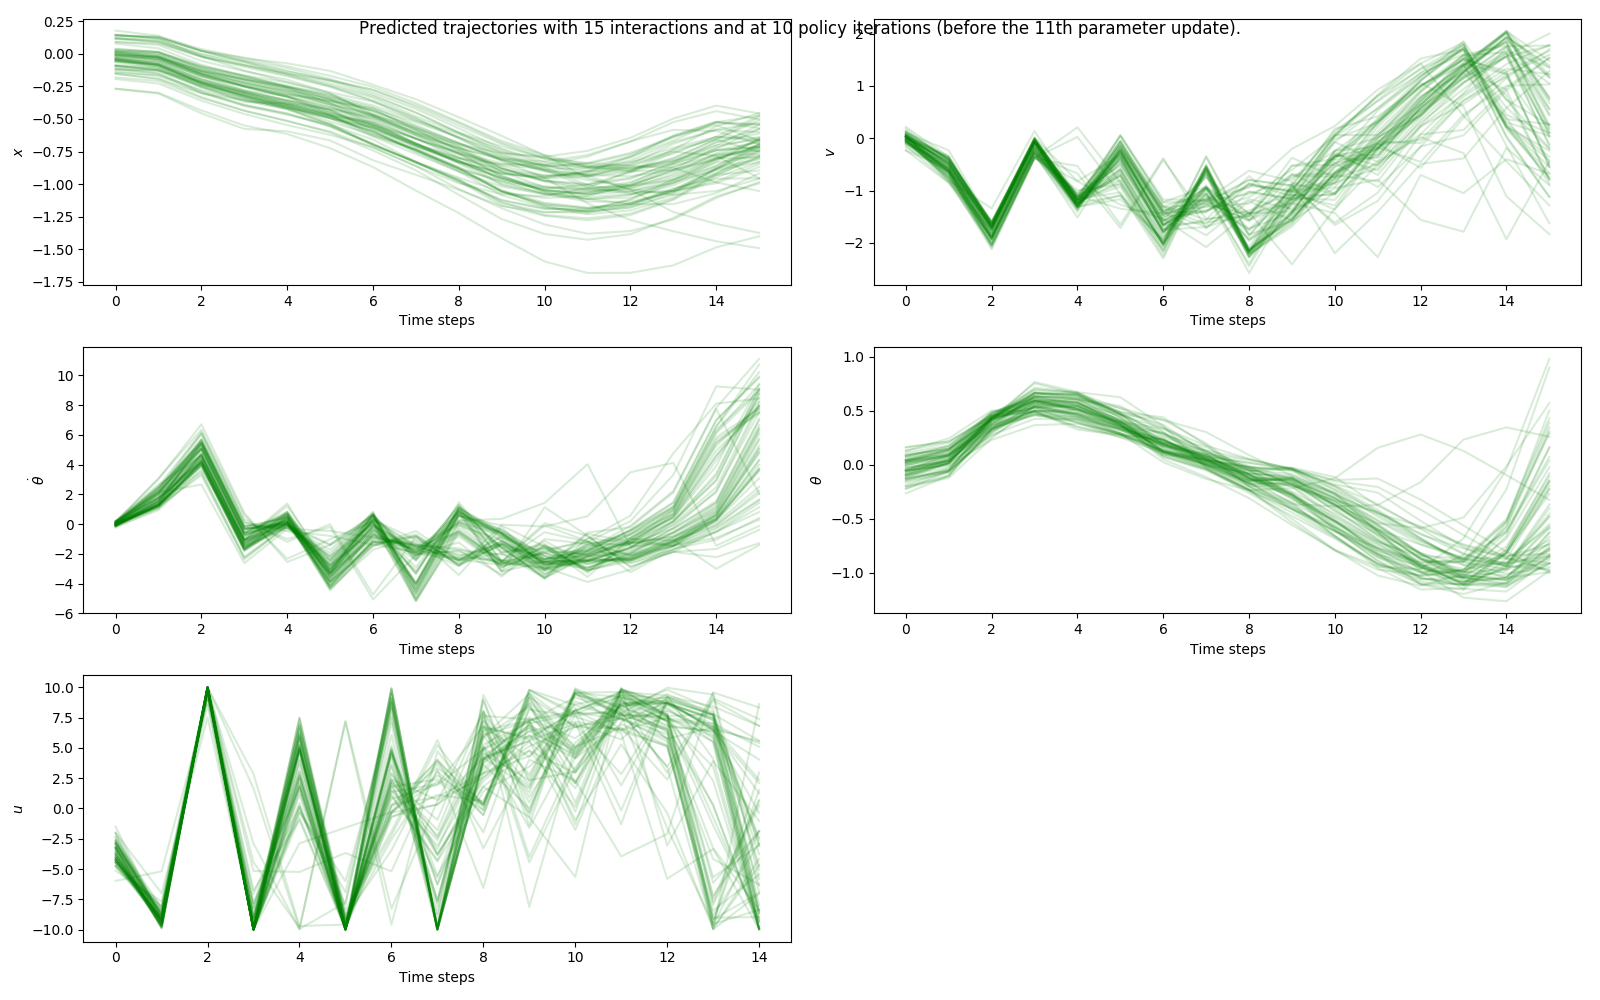 Predicted trajectories with 15 interactions and at 10 policy iterations (before the 11th parameter update).
0.25
0.00
−0.25
−0.50
−0.75
−1.00
−1.25
−1.50
−1.75
x
0 2 4 6 8 10 12 14
Time steps
2
1
0
−1
−2
v
0 2 4 6 8 10 12 14
Time steps
10
8
6
4
2
0
−2
−4
−6
θ̇
0 2 4 6 8 10 12 14
Time steps
1.0
0.5
0.0
−0.5
−1.0
θ
0 2 4 6 8 10 12 14
Time steps
10.0
7.5
5.0
2.5
0.0
−2.5
−5.0
−7.5
−10.0
u
0 2 4 6 8 10 12 14
Time steps